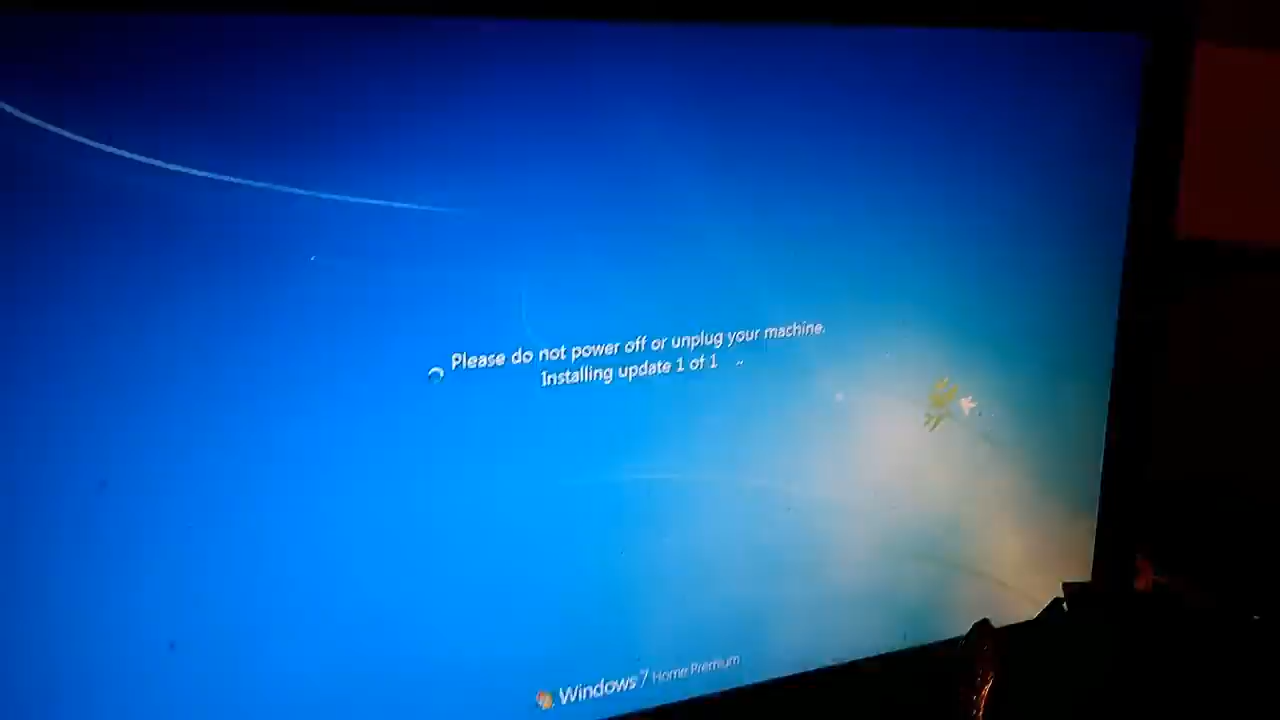 Please do not power off or unplug your machine.
Installing update 1 of 1
Windows 7 Home Premium